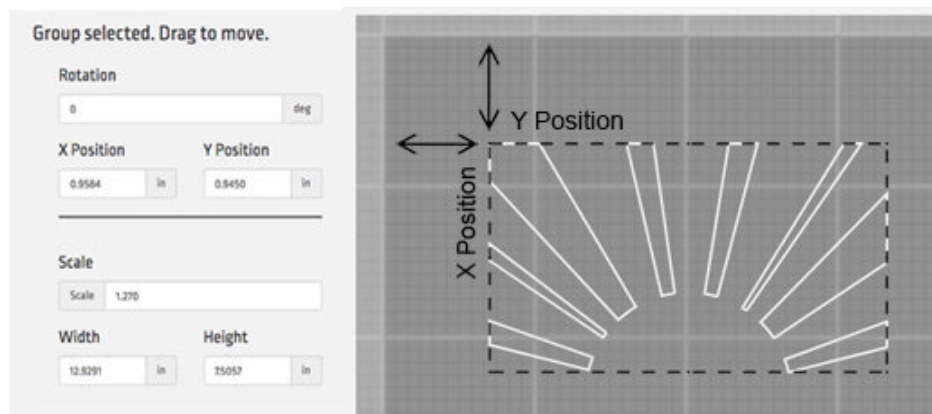 Group selected. Drag to move.
Rotation
0 deg
X Position Y Position
0.9584 in 0.9450 in
Scale
Scale 1.270
Width Height
12.9291 in 7.5057 in
Y Position
X Position